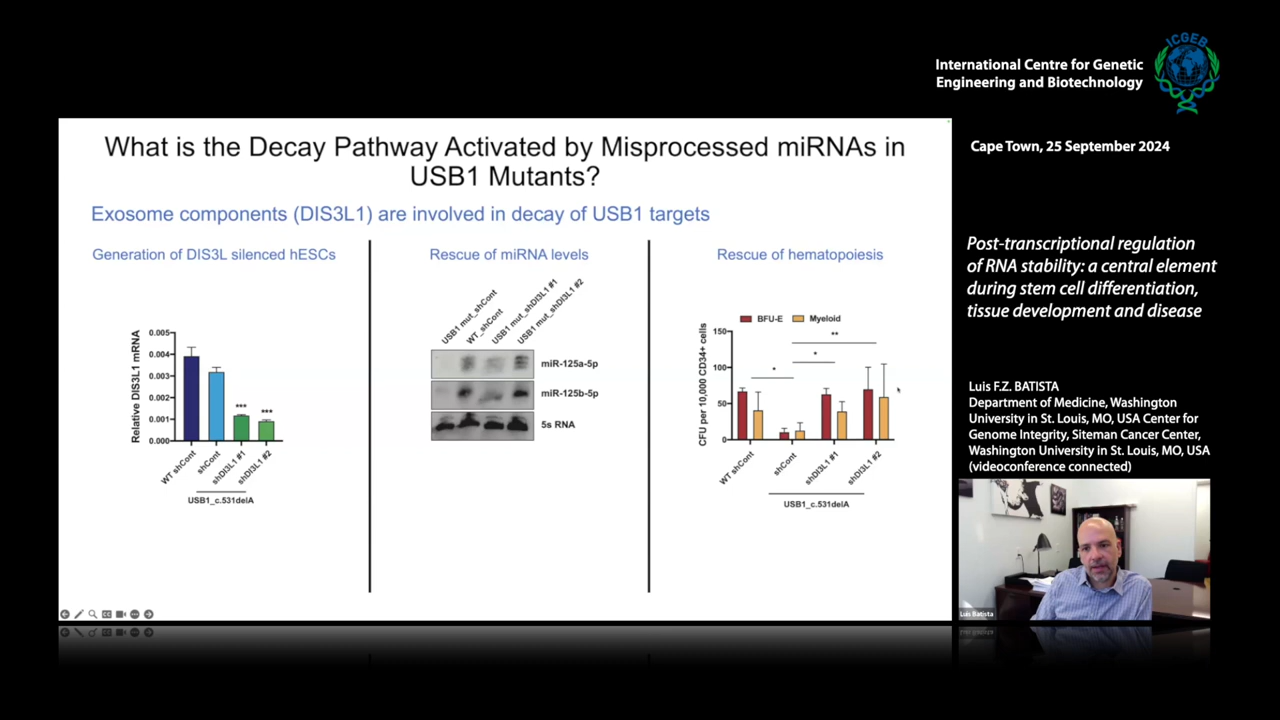 ICGEB
International Centre for Genetic
Engineering and Biotechnology
Cape Town, 25 September 2024
What is the Decay Pathway Activated by Misprocessed miRNAs in
USB1 Mutants?
Exosome components (DIS3L1) are involved in decay of USB1 targets
Generation of DIS3L silenced hESCs
Relative DIS3L1 mRNA
0.005
0.004
0.003
0.002
0.001
0.000
***
***
WT shCont
shCont
shDI3L1 #1
shDI3L1 #2
USB1_c.531delA
Rescue of miRNA levels
USB1 mut_shCont
WT_shCont
USB1 mut_shDI3L1 #1
USB1 mut_shDI3L1 #2
miR-125a-5p
miR-125b-5p
5s RNA
Rescue of hematopoiesis
BFU-E
Myeloid
CFU per 10,000 CD34+ cells
150
100
50
0
*
*
**
WT shCont
shCont
shDI3L1 #1
shDI3L1 #2
USB1_c.531delA
Post-transcriptional regulation
of RNA stability: a central element
during stem cell differentiation,
tissue development and disease
Luis F.Z. BATISTA
Department of Medicine, Washington
University in St. Louis, MO, USA Center for
Genome Integrity, Siteman Cancer Center,
Washington University in St. Louis, MO, USA
(videoconference connected)
Luis Batista